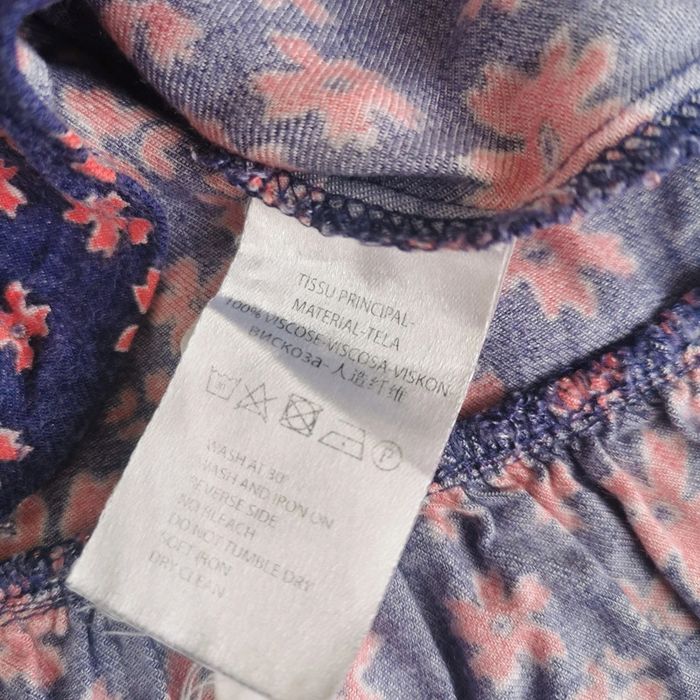 TISSU PRINCIPAL-
MATERIAL-TELA
100% VISCOSE-VISCOSA-VISKON-
ВИСКОЗА-人造纤维
30
P
WASH AT 30°
WASH AND IRON ON
REVERSE SIDE
NO BLEACH
DO NOT TUMBLE DRY
SOFT IRON
DRY CLEAN